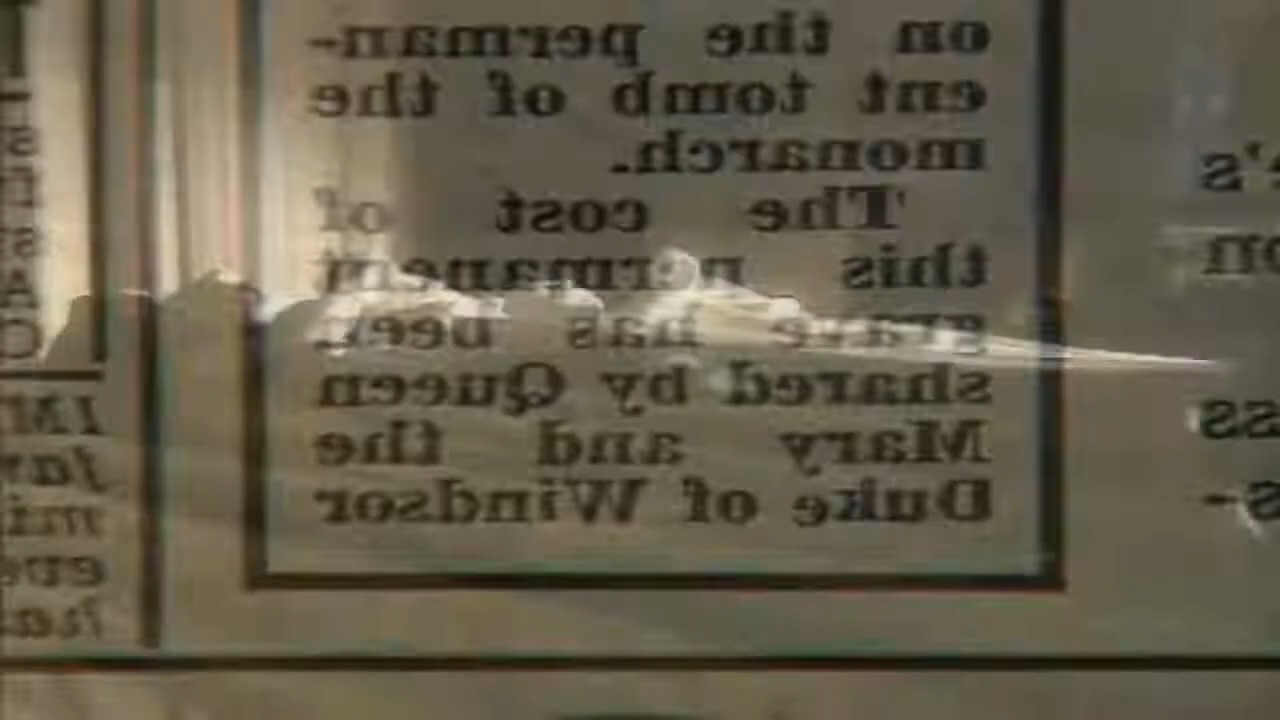 on the perman-
ent tomb of the
monarch.
The cost of
this permanent
grave has been
shared by Queen
Mary and the
Duke of Windsor